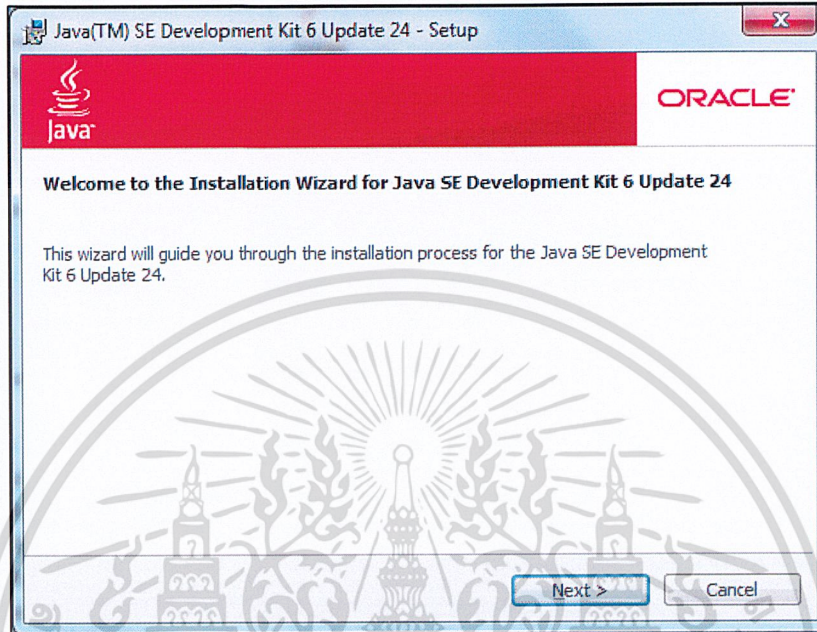 Java(TM) SE Development Kit 6 Update 24 - Setup
Java™
ORACLE®
Welcome to the Installation Wizard for Java SE Development Kit 6 Update 24
This wizard will guide you through the installation process for the Java SE Development
Kit 6 Update 24.
Next >
Cancel